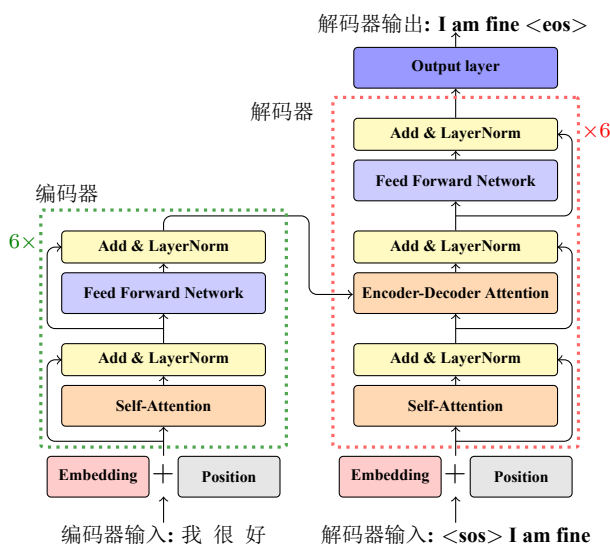 解码器输出: I am fine <eos>
Output layer
解码器
Add & LayerNorm
×6
Feed Forward Network
编码器
6×
Add & LayerNorm
Add & LayerNorm
Feed Forward Network
Encoder-Decoder Attention
Add & LayerNorm
Add & LayerNorm
Self-Attention
Self-Attention
Embedding + Position
Embedding + Position
编码器输入: 我 很 好
解码器输入: <sos> I am fine